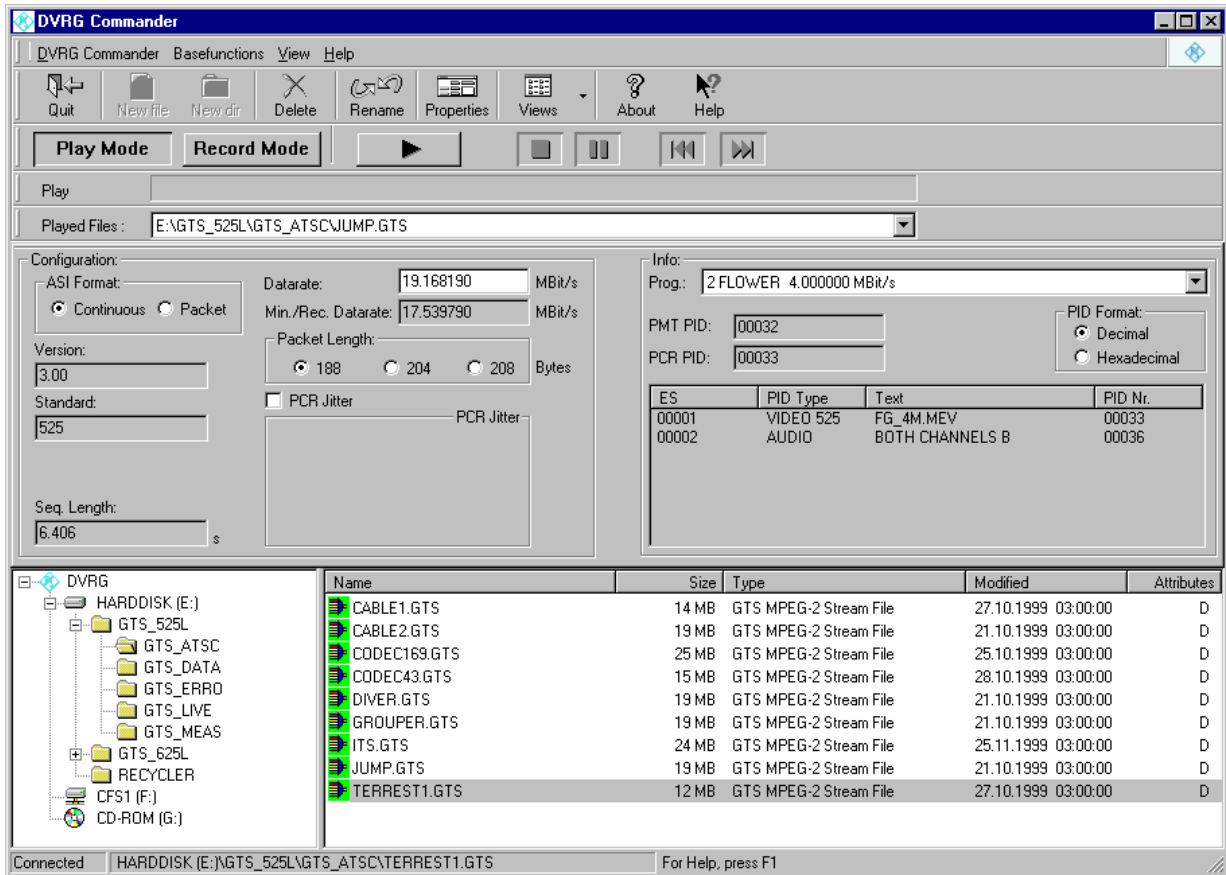 DVRG Commander
DVRG Commander Basefunctions View Help
Quit New file New dir Delete Rename Properties Views About Help
Play Mode Record Mode
Play
Played Files : E:\GTS_525L\GTS_ATSC\JUMP.GTS
Configuration:
ASI Format:
Continuous Packet
Datarate: 19.168190 MBit/s
Min./Rec. Datarate: 17.539790 MBit/s
Version:
3.00
Packet Length:
188 204 208 Bytes
Standard:
525
PCR Jitter
PCR Jitter
Seq. Length:
6.406 s
Info:
Prog.: 2 FLOWER 4.000000 MBit/s
PMT PID: 00032
PCR PID: 00033
PID Format:
Decimal
Hexadecimal
ES PID Type Text PID Nr.
00001 VIDEO 525 FG_4M.MEV 00033
00002 AUDIO BOTH CHANNELS B 00036
DVRG
HARDDISK (E:)
GTS_525L
GTS_ATSC
GTS_DATA
GTS_ERRO
GTS_LIVE
GTS_MEAS
GTS_625L
RECYCLER
CFS1 (F:)
CD-ROM (G:)
Name Size Type Modified Attributes
CABLE1.GTS 14 MB GTS MPEG-2 Stream File 27.10.1999 03:00:00 D
CABLE2.GTS 19 MB GTS MPEG-2 Stream File 21.10.1999 03:00:00 D
CODEC169.GTS 25 MB GTS MPEG-2 Stream File 25.10.1999 03:00:00 D
CODEC43.GTS 15 MB GTS MPEG-2 Stream File 28.10.1999 03:00:00 D
DIVER.GTS 19 MB GTS MPEG-2 Stream File 21.10.1999 03:00:00 D
GROUPER.GTS 19 MB GTS MPEG-2 Stream File 21.10.1999 03:00:00 D
ITS.GTS 24 MB GTS MPEG-2 Stream File 25.11.1999 03:00:00 D
JUMP.GTS 19 MB GTS MPEG-2 Stream File 21.10.1999 03:00:00 D
TERREST1.GTS 12 MB GTS MPEG-2 Stream File 27.10.1999 03:00:00 D
Connected HARDDISK (E:)\GTS_525L\GTS_ATSC\TERREST1.GTS For Help, press F1